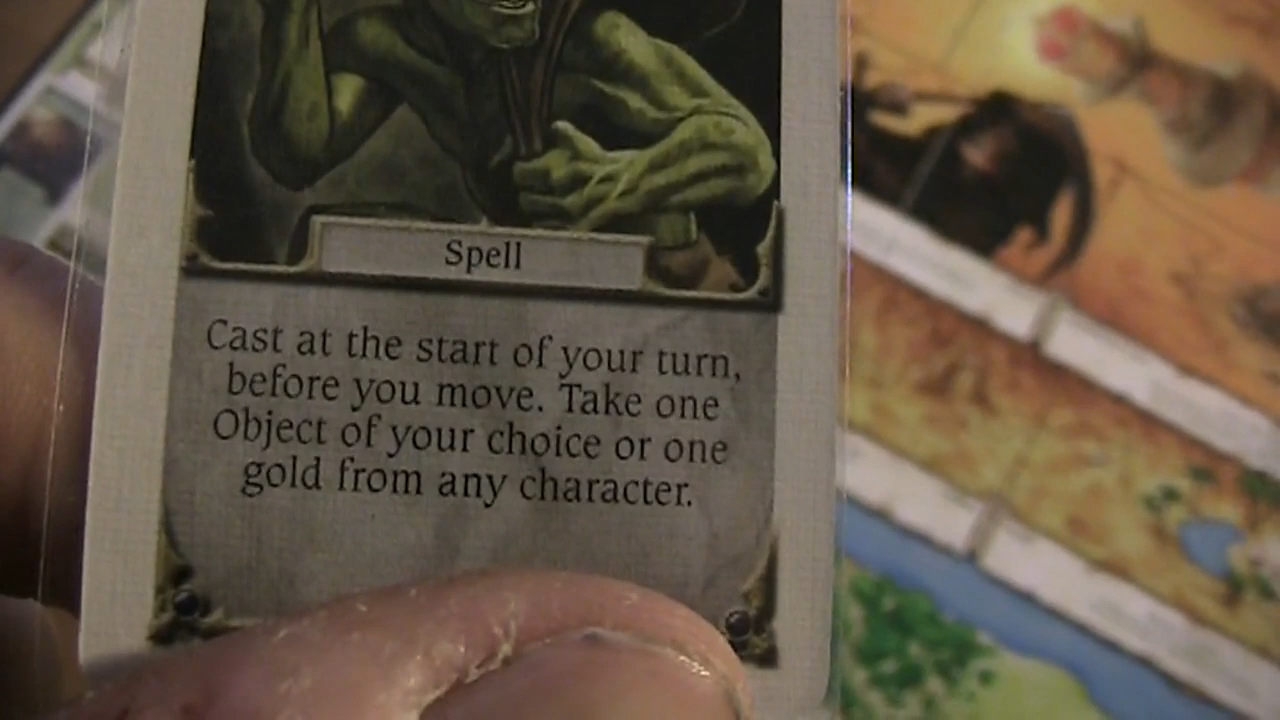 Spell
Cast at the start of your turn,
before you move. Take one
Object of your choice or one
gold from any character.